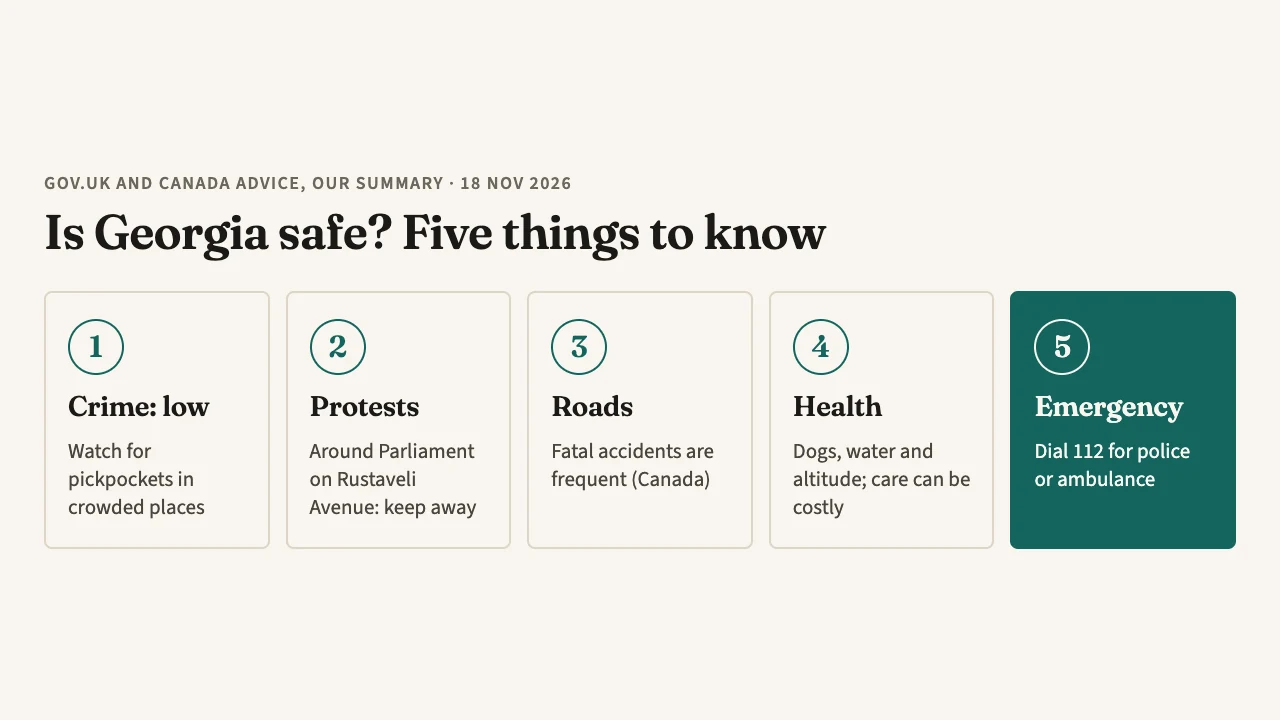 GOV.UK AND CANADA ADVICE, OUR SUMMARY · 18 NOV 2026
Is Georgia safe? Five things to know
1
Crime: low
Watch for
pickpockets in
crowded places
2
Protests
Around Parliament
on Rustaveli
Avenue: keep away
3
Roads
Fatal accidents are
frequent (Canada)
4
Health
Dogs, water and
altitude; care can be
costly
5
Emergency
Dial 112 for police
or ambulance